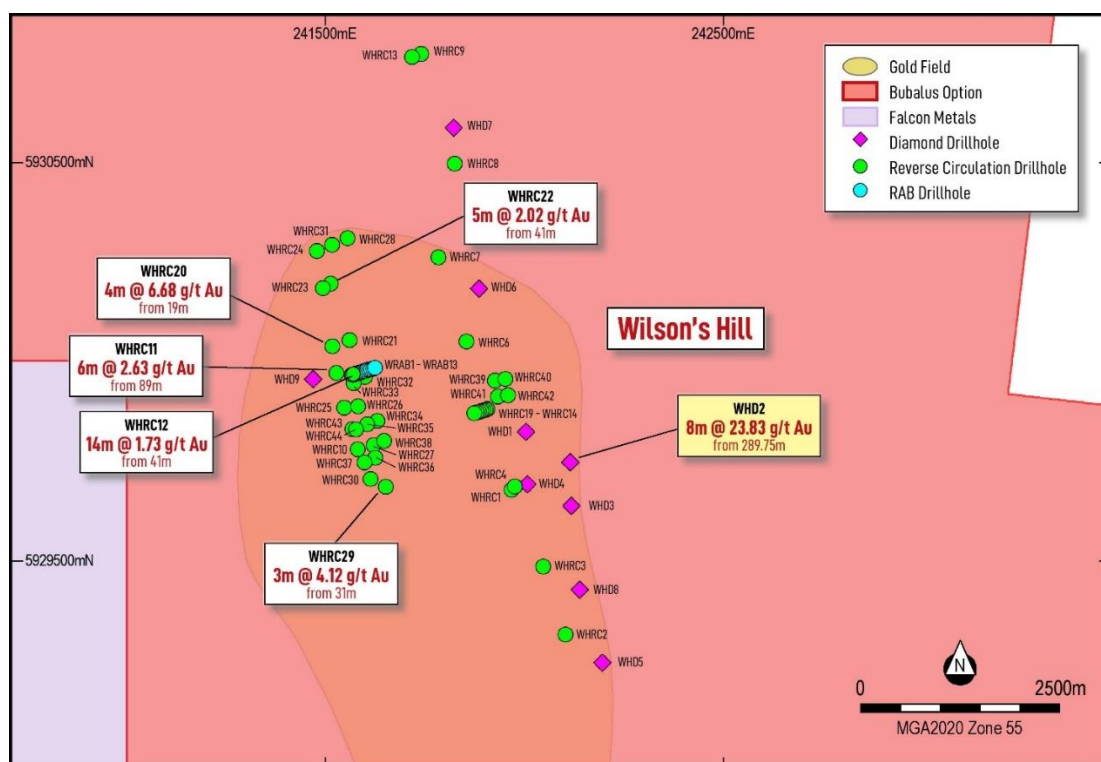 241500mE
242500mE
WHRC13
WHRC9
Gold Field
Bubalus Option
Falcon Metals
Diamond Drillhole
Reverse Circulation Drillhole
RAB Drillhole
WHD7
5930500mN
WHRC8
WHRC22
5m @ 2.02 g/t Au
from 41m
WHRC31
WHRC28
WHRC24
WHRC7
WHRC23
WHD6
WHRC20
4m @ 6.68 g/t Au
from 19m
Wilson's Hill
WHRC21
WHRC6
WHRC11
6m @ 2.63 g/t Au
from 89m
WRAB1 - WRAB13
WHD9
WHRC32
WHRC33
WHRC39
WHRC40
WHRC41
WHRC42
WHRC25
WHRC26
WHRC19 - WHRC14
WHRC12
14m @ 1.73 g/t Au
from 41m
WHRC34
WHRC43
WHRC35
WHRC44
WHD1
WHD2
8m @ 23.83 g/t Au
from 289.75m
WHRC38
WHRC10
WHRC27
WHRC37
WHRC36
WHRC30
WHRC4
WHD4
WHRC1
WHD3
5929500mN
WHRC29
3m @ 4.12 g/t Au
from 31m
WHRC3
WHD8
WHRC2
WHD5
N
0
2500m
MGA2020 Zone 55